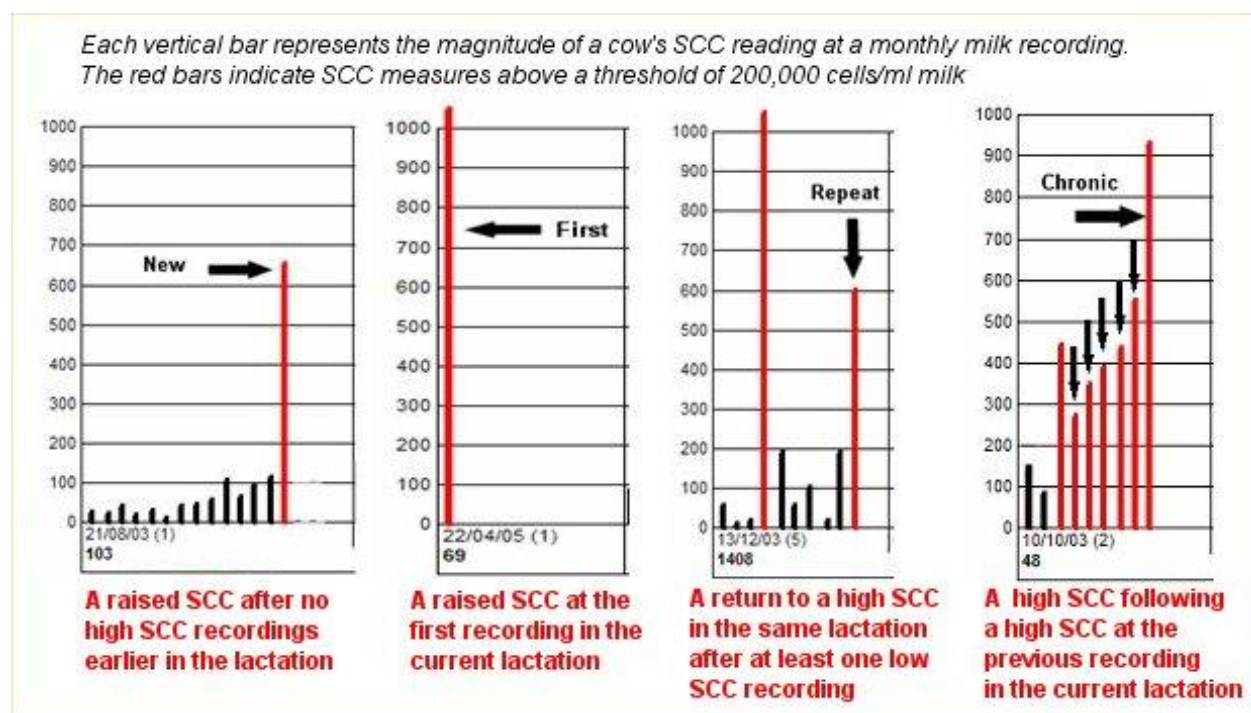 Each vertical bar represents the magnitude of a cow's SCC reading at a monthly milk recording.
The red bars indicate SCC measures above a threshold of 200,000 cells/ml milk
1000
900
800
700
600
500
400
300
200
100
0
New
21/08/03 (1)
103
A raised SCC after no
high SCC recordings
earlier in the lactation
1000
900
800
700
600
500
400
300
200
100
0
First
22/04/05 (1)
69
A raised SCC at the
first recording in the
current lactation
1000
900
800
700
600
500
400
300
200
100
0
Repeat
13/12/03 (5)
1408
A return to a high SCC
in the same lactation
after at least one low
SCC recording
1000
900
800
700
600
500
400
300
200
100
0
Chronic
10/10/03 (2)
48
A high SCC following
a high SCC at the
previous recording
in the current lactation